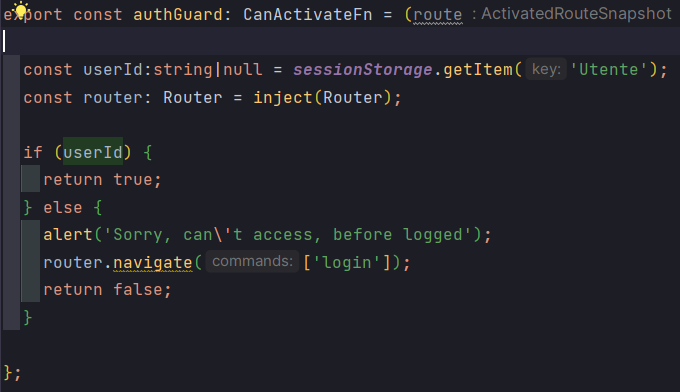 export const authGuard: CanActivateFn = (route : ActivatedRouteSnapshot
const userId:string|null = sessionStorage.getItem( key: 'Utente');
const router: Router = inject(Router);
if (userId) {
return true;
} else {
alert('Sorry, can\'t access, before logged');
router.navigate( commands: ['login']);
return false;
}
};